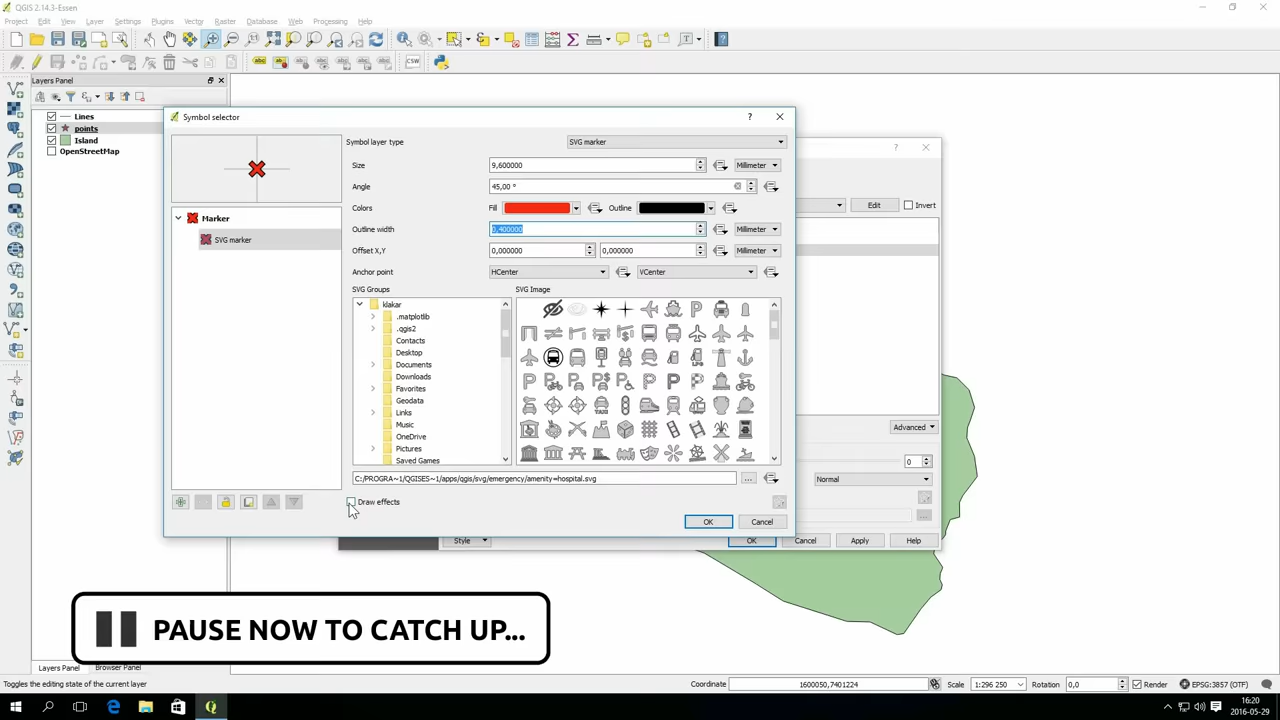 QGIS 2.14.3-Essen
Project Edit View Layer Settings Plugins Vector Raster Database Web Processing Help
Layers Panel
Lines
points
Island
OpenStreetMap
Symbol selector
?
Symbol layer type
SVG marker
Size
9,600000
Millimeter
Angle
45,00 °
Colors
Fill
Outline
Outline width
0,400000
Millimeter
Offset X,Y
0,000000
0,000000
Millimeter
Anchor point
HCenter
VCenter
Marker
SVG marker
SVG Groups
SVG Image
klakar
.matplotlib
.qgis2
Contacts
Desktop
Documents
Downloads
Favorites
Geodata
Links
Music
OneDrive
Pictures
Saved Games
C:/PROGRA~1/QGISES~1/apps/qgis/svg/emergency/amenity=hospital.svg
...
Draw effects
OK
Cancel
?
Edit
Invert
Advanced
0
Normal
...
Style
OK
Cancel
Apply
Help
PAUSE NOW TO CATCH UP...
Layers Panel
Browser Panel
Toggles the editing state of the current layer
Coordinate
1600050,7401224
Scale
1:296 250
Rotation
0,0
Render
EPSG:3857 (OTF)
16:20
2016-05-29